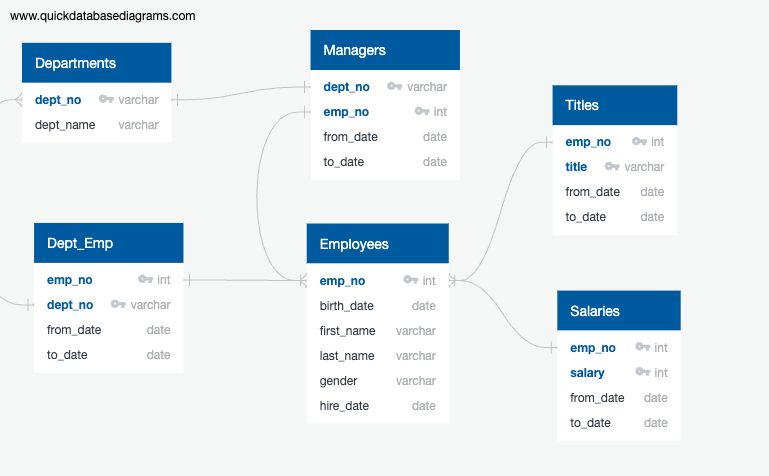 www.quickdatabasediagrams.com
Departments
dept_no varchar
dept_name varchar
Managers
dept_no varchar
emp_no int
from_date date
to_date date
Titles
emp_no int
title varchar
from_date date
to_date date
Dept_Emp
emp_no int
dept_no varchar
from_date date
to_date date
Employees
emp_no int
birth_date date
first_name varchar
last_name varchar
gender varchar
hire_date date
Salaries
emp_no int
salary int
from_date date
to_date date